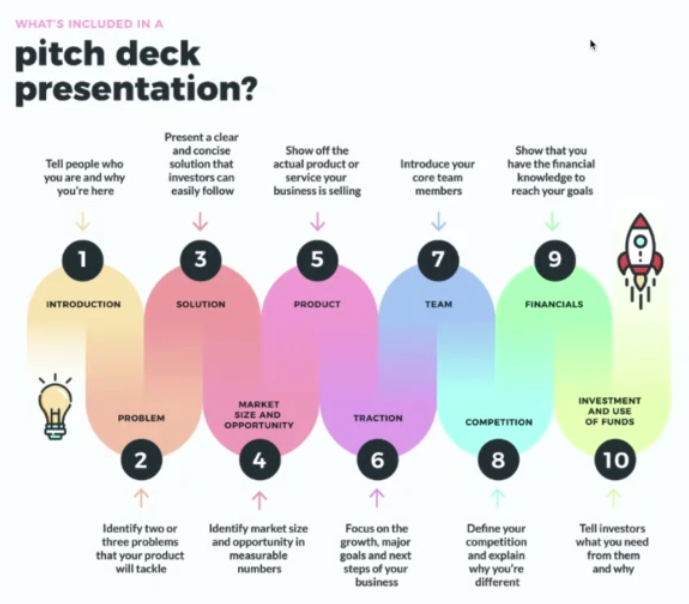 WHAT'S INCLUDED IN A
pitch deck
presentation?
Tell people who
you are and why
you're here
Present a clear
and concise
solution that
investors can
easily follow
Show off the
actual product or
service your
business is selling
Introduce your
core team
members
Show that you
have the financial
knowledge to
reach your goals
1
3
5
7
9
INTRODUCTION
SOLUTION
PRODUCT
TEAM
FINANCIALS
PROBLEM
MARKET
SIZE AND
OPPORTUNITY
TRACTION
COMPETITION
INVESTMENT
AND USE
OF FUNDS
2
4
6
8
10
Identify two or
three problems
that your product
will tackle
Identify market size
and opportunity in
measurable
numbers
Focus on the
growth, major
goals and next
steps of your
business
Define your
competition
and explain
why you're
different
Tell investors
what you need
from them
and why